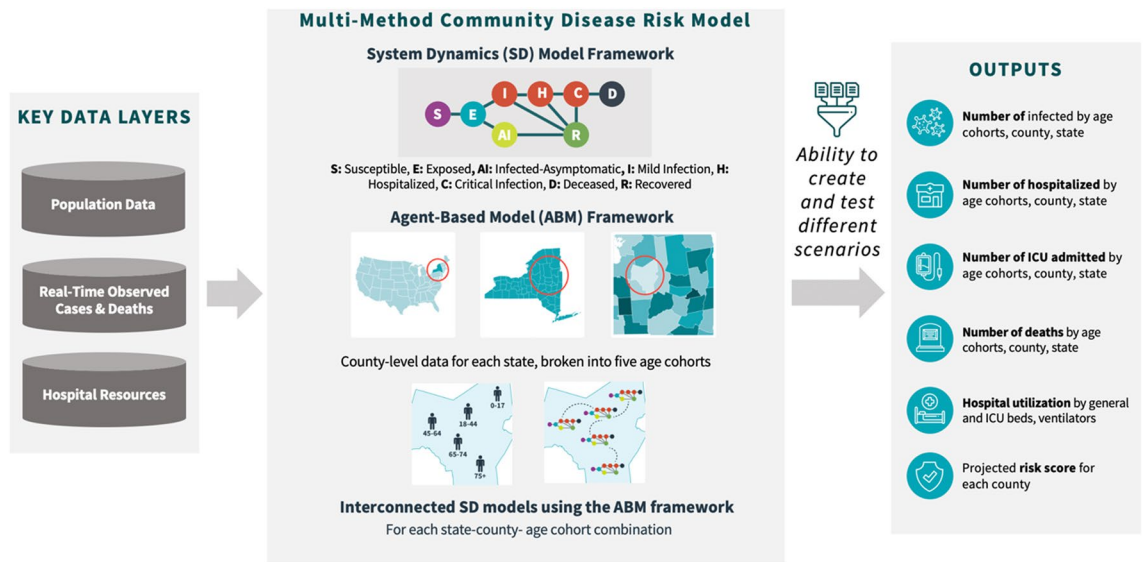 KEY DATA LAYERS
Population Data
Real-Time Observed
Cases & Deaths
Hospital Resources
Multi-Method Community Disease Risk Model
System Dynamics (SD) Model Framework
I H C D
S E
AI R
S: Susceptible, E: Exposed, AI: Infected-Asymptomatic, I: Mild Infection, H:
Hospitalized, C: Critical Infection, D: Deceased, R: Recovered
Agent-Based Model (ABM) Framework
County-level data for each state, broken into five age cohorts
0-17
18-44
45-64
65-74
75+
Interconnected SD models using the ABM framework
For each state-county- age cohort combination
Ability to
create
and test
different
scenarios
OUTPUTS
Number of infected by age
cohorts, county, state
Number of hospitalized by
age cohorts, county, state
Number of ICU admitted by
age cohorts, county, state
Number of deaths by age
cohorts, county, state
Hospital utilization by general
and ICU beds, ventilators
Projected risk score for
each county